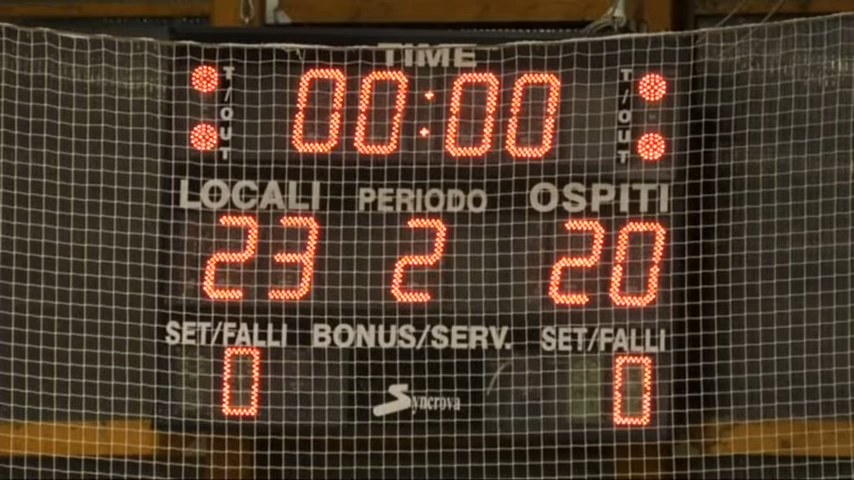 TIME
T/OUT 00:00 T/OUT
LOCALI PERIODO OSPITI
23 2 20
SET/FALLI BONUS/SERV. SET/FALLI
0 0
Syncrova